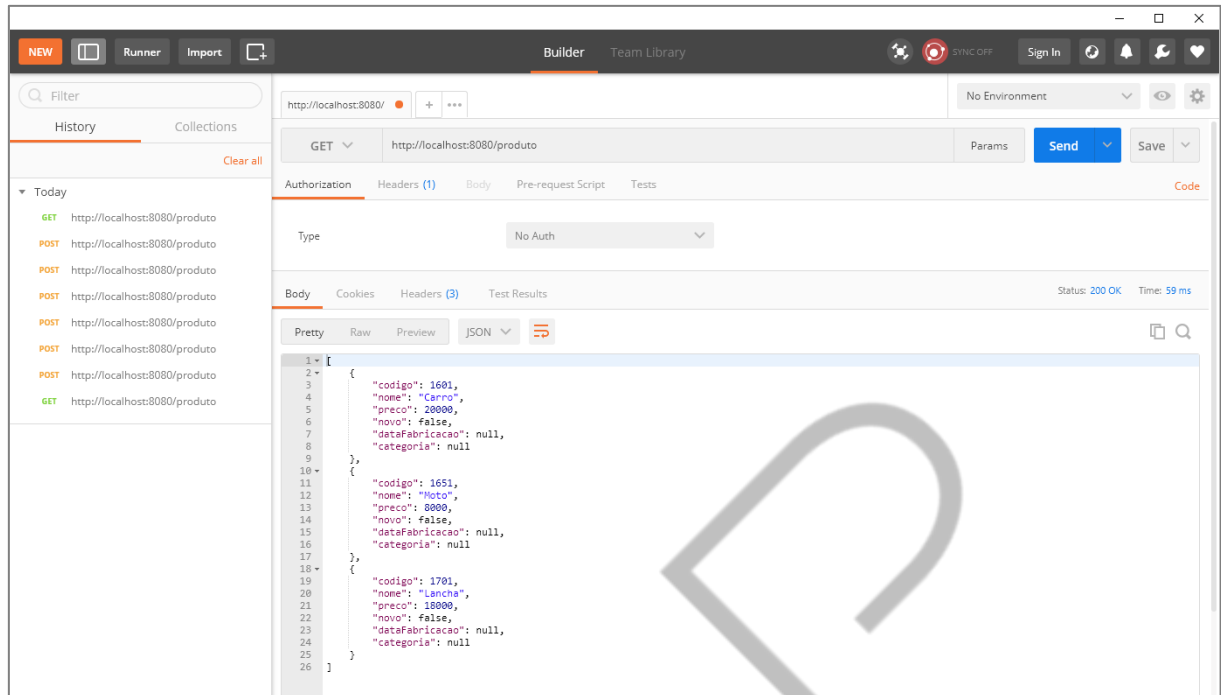 NEW Runner Import Builder Team Library SYNC OFF Sign In
Filter
History Collections
Clear all
Today
GET http://localhost:8080/produto
POST http://localhost:8080/produto
POST http://localhost:8080/produto
POST http://localhost:8080/produto
POST http://localhost:8080/produto
POST http://localhost:8080/produto
POST http://localhost:8080/produto
GET http://localhost:8080/produto
http://localhost:8080/ + ••• No Environment
GET http://localhost:8080/produto Params Send Save
Authorization Headers (1) Body Pre-request Script Tests Code
Type No Auth
Body Cookies Headers (3) Test Results Status: 200 OK Time: 59 ms
Pretty Raw Preview JSON
1 [
2 {
3 "codigo": 1601,
4 "nome": "Carro",
5 "preco": 20000,
6 "novo": false,
7 "dataFabricacao": null,
8 "categoria": null
9 },
10 {
11 "codigo": 1651,
12 "nome": "Moto",
13 "preco": 8000,
14 "novo": false,
15 "dataFabricacao": null,
16 "categoria": null
17 },
18 {
19 "codigo": 1701,
20 "nome": "Lancha",
21 "preco": 18000,
22 "novo": false,
23 "dataFabricacao": null,
24 "categoria": null
25 }
26 ]